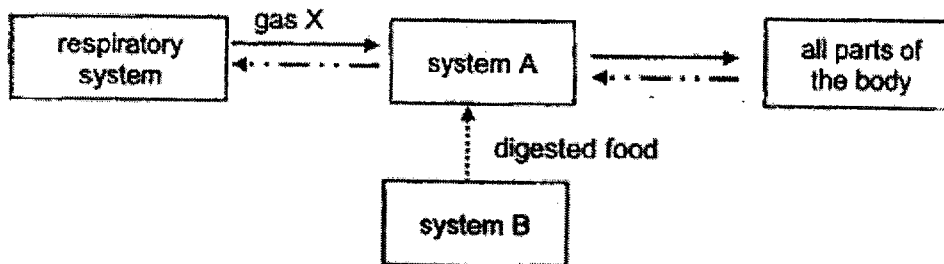 gas X
respiratory
system
system A
all parts of
the body
digested food
system B